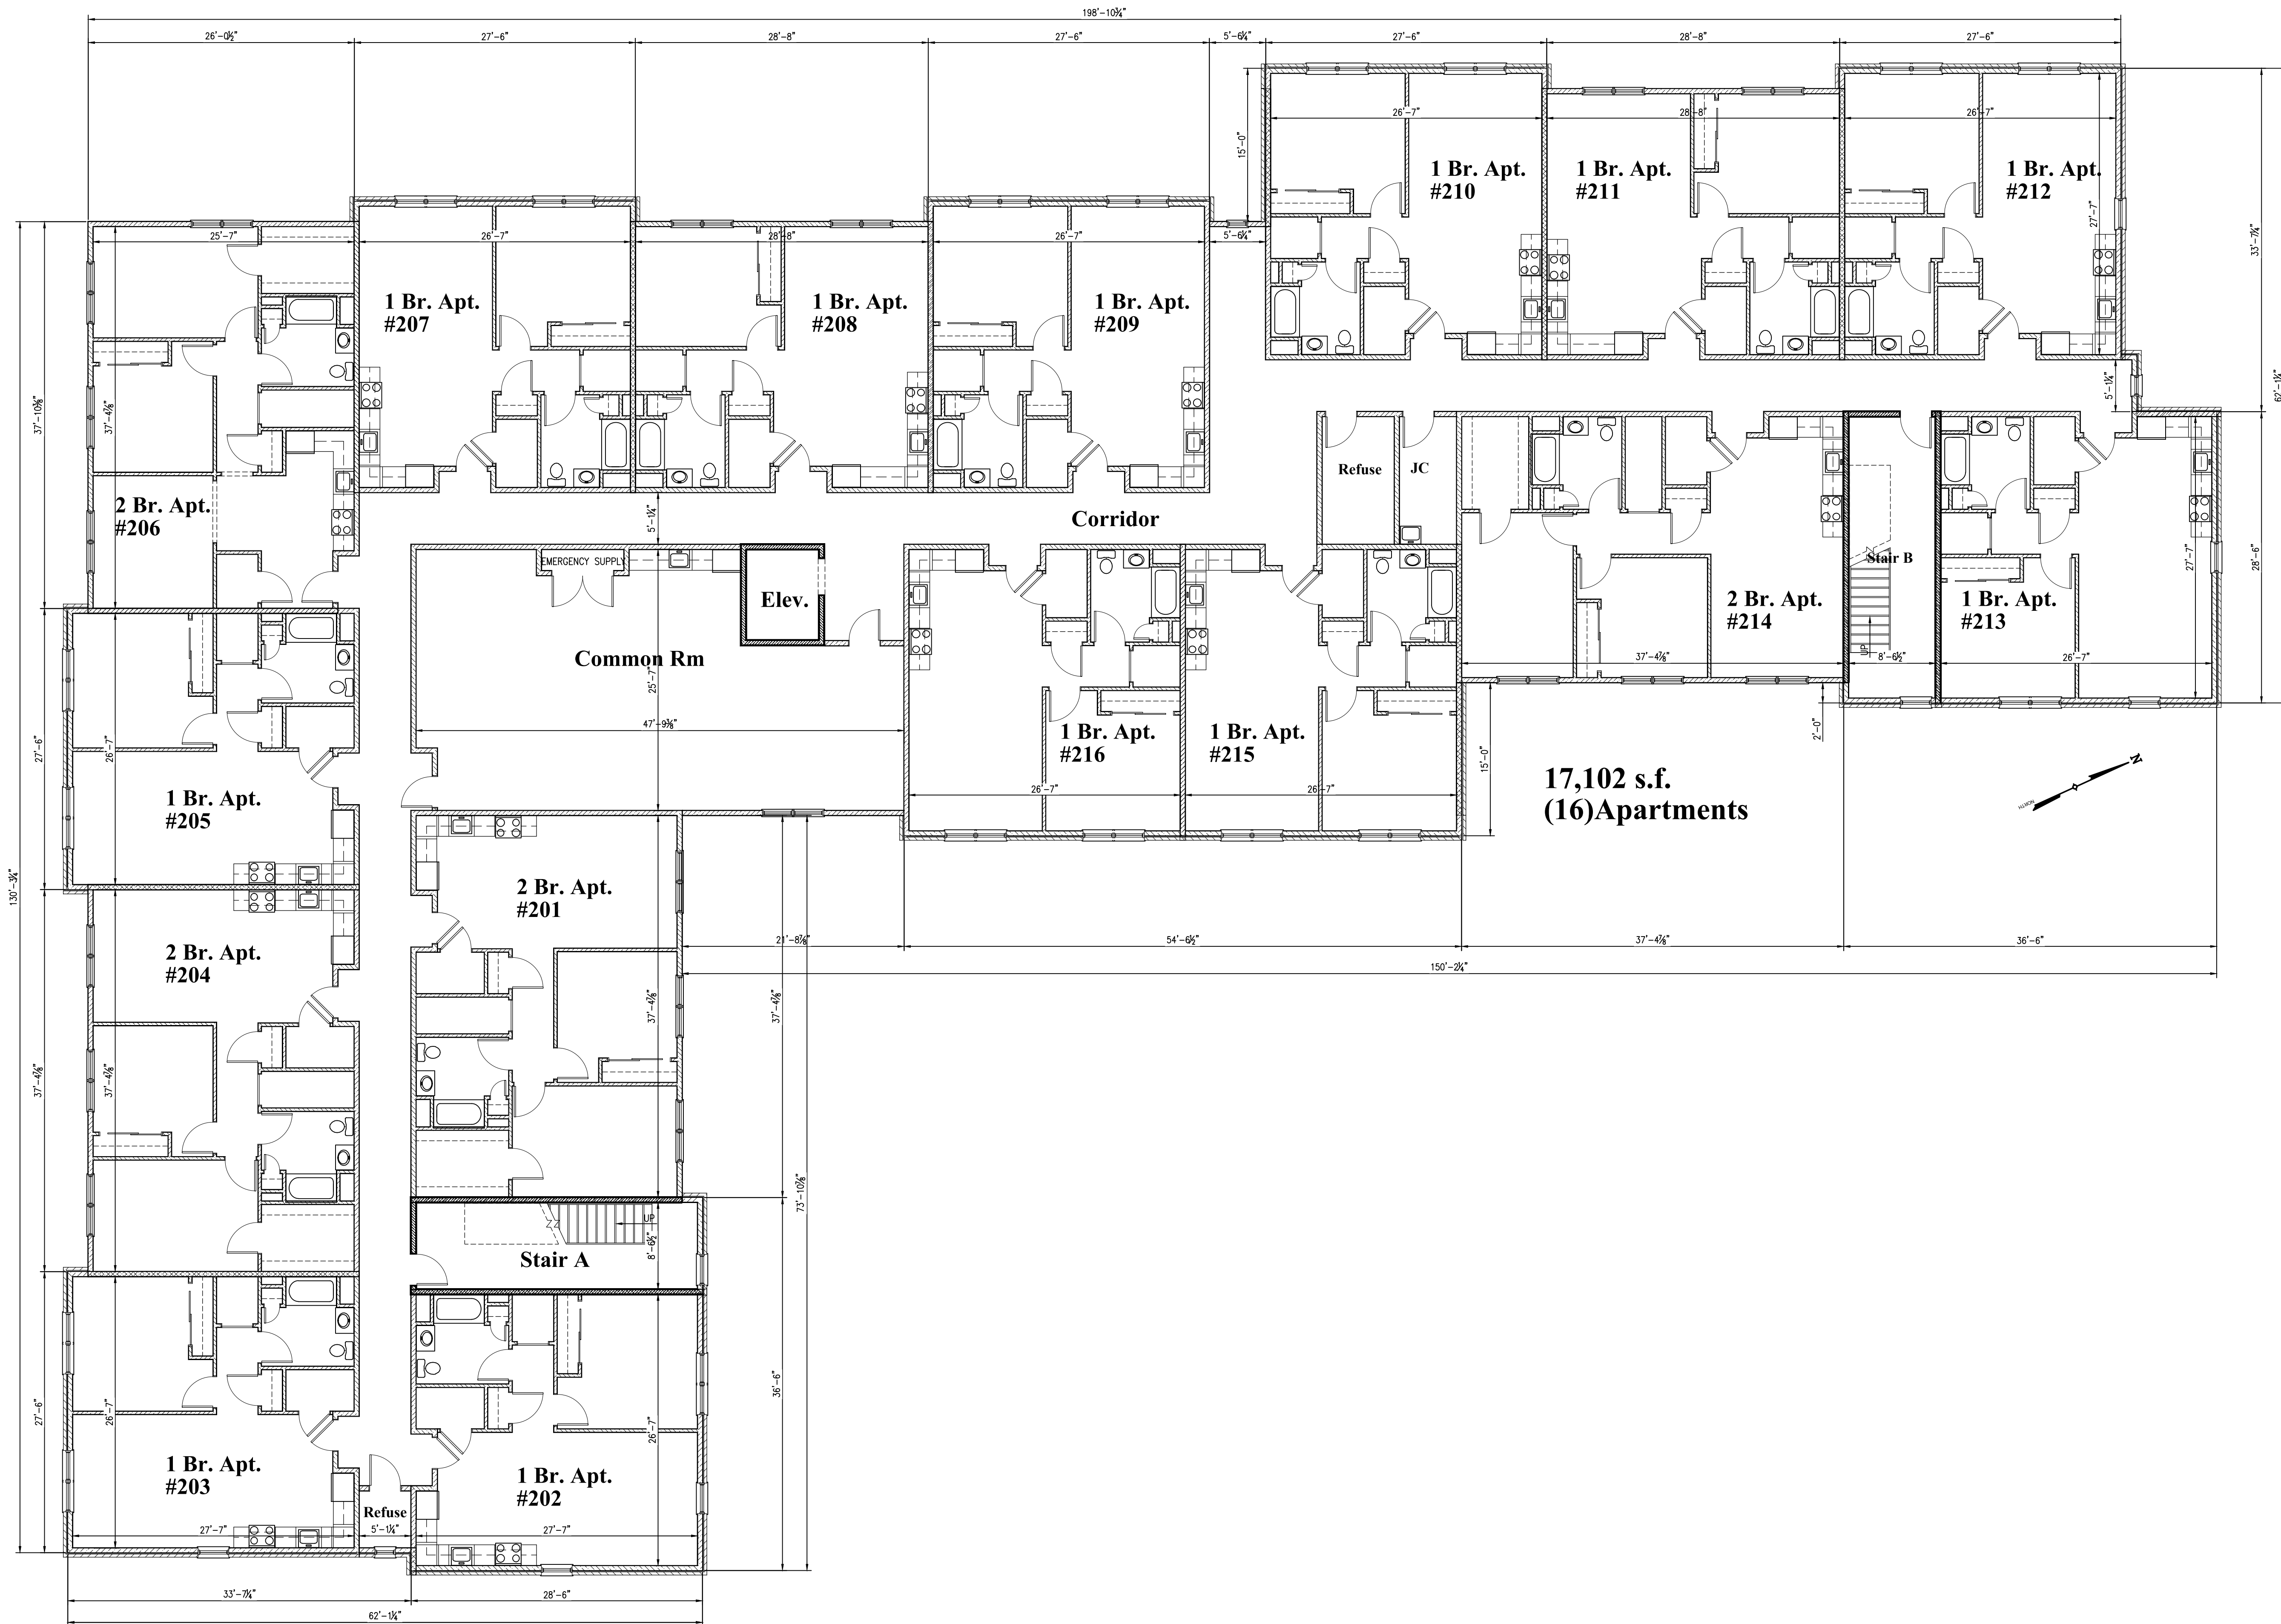 198'-10¾"
26'-0½"
27'-6"
28'-8"
27'-6"
5'-6¼"
27'-6"
28'-8"
27'-6"
15'-0"
26'-7"
28'-8"
26'-7"
27'-7"
33'-7¼"
62'-1¼"
1 Br. Apt.
#210
1 Br. Apt.
#211
1 Br. Apt.
#212
25'-7"
26'-7"
28'-8"
26'-7"
5'-6¼"
1 Br. Apt.
#207
1 Br. Apt.
#208
1 Br. Apt.
#209
37'-10⅝"
37'-4⅞"
5'-1¼"
2 Br. Apt.
#206
5'-1¼"
Corridor
Refuse
JC
EMERGENCY SUPPLY
Elev.
Stair B
UP
27'-7"
28'-6"
1 Br. Apt.
#213
2 Br. Apt.
#214
Common Rm
25'-7"
47'-9⅜"
37'-4⅞"
8'-6½"
26'-7"
2'-0"
1 Br. Apt.
#216
1 Br. Apt.
#215
15'-0"
26'-7"
26'-7"
17,102 s.f.
(16)Apartments
N
NORTH
27'-6"
26'-7"
1 Br. Apt.
#205
130'-3¼"
2 Br. Apt.
#201
21'-8⅞"
54'-6½"
37'-4⅞"
36'-6"
150'-2¼"
2 Br. Apt.
#204
37'-4⅞"
37'-4⅞"
37'-4⅞"
37'-4⅞"
73'-10⅞"
UP
8'-6½"
Stair A
27'-6"
26'-7"
26'-7"
36'-6"
1 Br. Apt.
#203
1 Br. Apt.
#202
Refuse
27'-7"
5'-1¼"
27'-7"
33'-7¼"
28'-6"
62'-1¼"